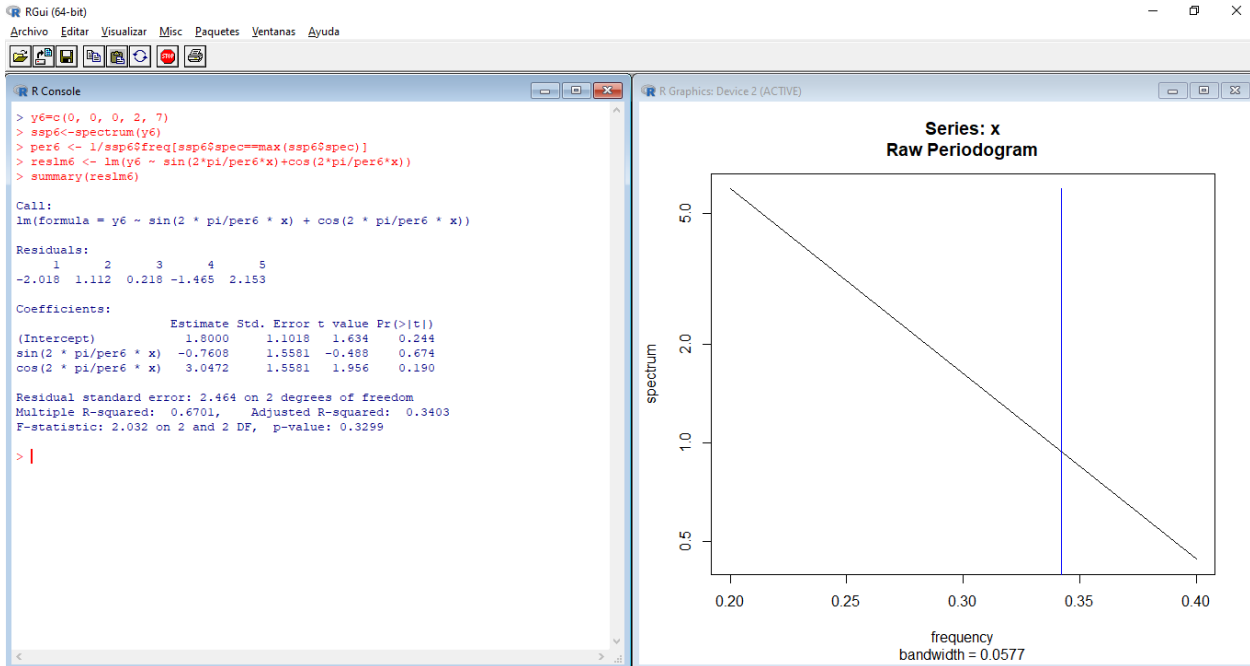 RGui (64-bit)
Archivo Editar Visualizar Misc Paquetes Ventanas Ayuda
STOP
R Console
> y6=c(0, 0, 0, 2, 7)
> ssp6<-spectrum(y6)
> per6 <- 1/ssp6$freq[ssp6$spec==max(ssp6$spec)]
> reslm6 <- lm(y6 ~ sin(2*pi/per6*x)+cos(2*pi/per6*x))
> summary(reslm6)
Call:
lm(formula = y6 ~ sin(2 * pi/per6 * x) + cos(2 * pi/per6 * x))
Residuals:
1 2 3 4 5
-2.018 1.112 0.218 -1.465 2.153
Coefficients:
Estimate Std. Error t value Pr(>|t|)
(Intercept) 1.8000 1.1018 1.634 0.244
sin(2 * pi/per6 * x) -0.7608 1.5581 -0.488 0.674
cos(2 * pi/per6 * x) 3.0472 1.5581 1.956 0.190
Residual standard error: 2.464 on 2 degrees of freedom
Multiple R-squared: 0.6701, Adjusted R-squared: 0.3403
F-statistic: 2.032 on 2 and 2 DF, p-value: 0.3299
>
R Graphics: Device 2 (ACTIVE)
Series: x
Raw Periodogram
spectrum
5.0
2.0
1.0
0.5
0.20 0.25 0.30 0.35 0.40
frequency
bandwidth = 0.0577